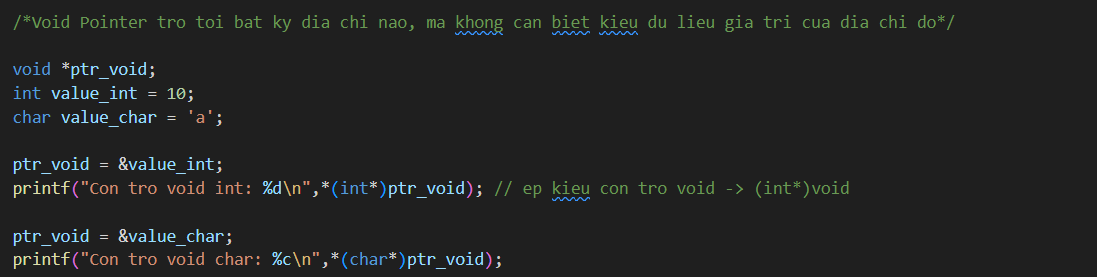 /*Void Pointer tro toi bat ky dia chi nao, ma khong can biet kieu du lieu gia tri cua dia chi do*/
void *ptr_void;
int value_int = 10;
char value_char = 'a';
ptr_void = &value_int;
printf("Con tro void int: %d\n",*(int*)ptr_void); // ep kieu con tro void -> (int*)void
ptr_void = &value_char;
printf("Con tro void char: %c\n",*(char*)ptr_void);